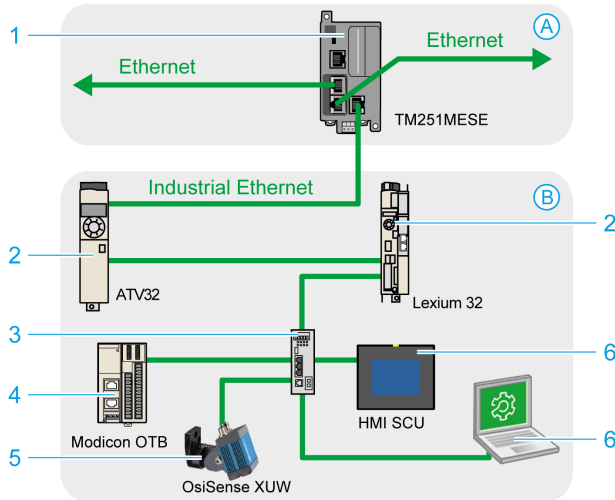 1
A
Ethernet
Ethernet
TM251MESE
Industrial Ethernet
B
2
2
ATV32
Lexium 32
3
6
4
HMI SCU
Modicon OTB
6
5
OsiSense XUW